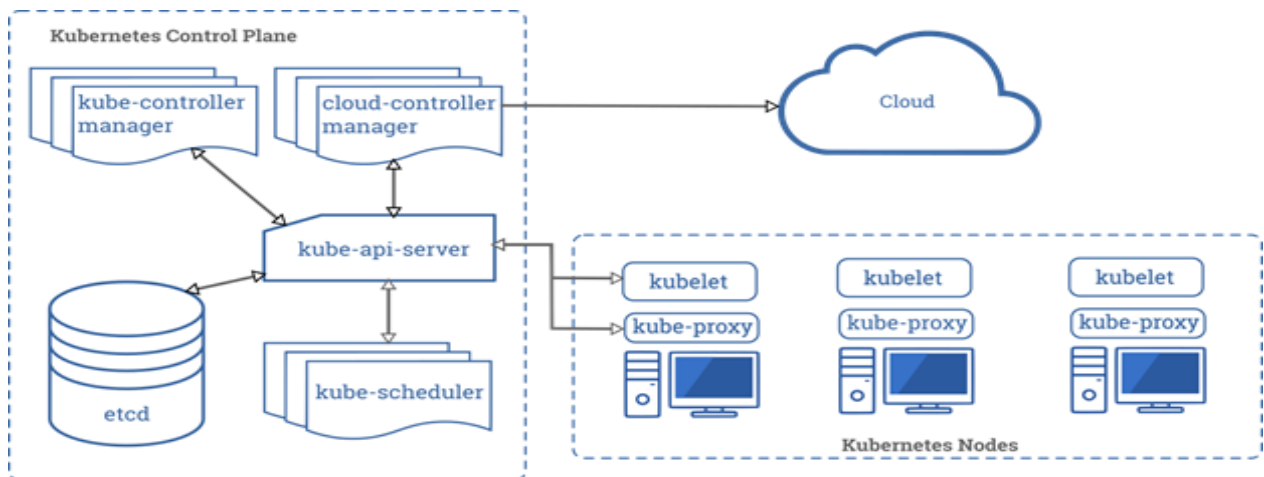 Kubernetes Control Plane
kube-controller
manager
cloud-controller
manager
Cloud
kube-api-server
kubelet
kubelet
kubelet
kube-proxy
kube-proxy
kube-proxy
kube-scheduler
etcd
Kubernetes Nodes